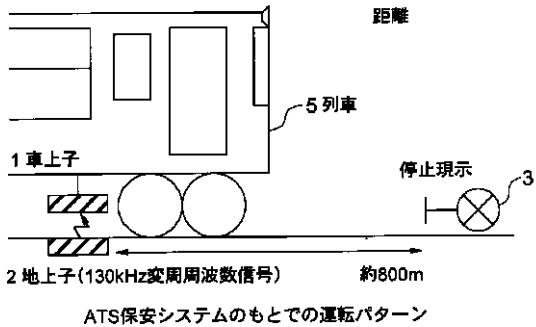 距離
5 列車
1 車上子
停止現示
3
2 地上子(130kHz変周周波数信号)
約800m
ATS保安システムのもとでの運転パターン